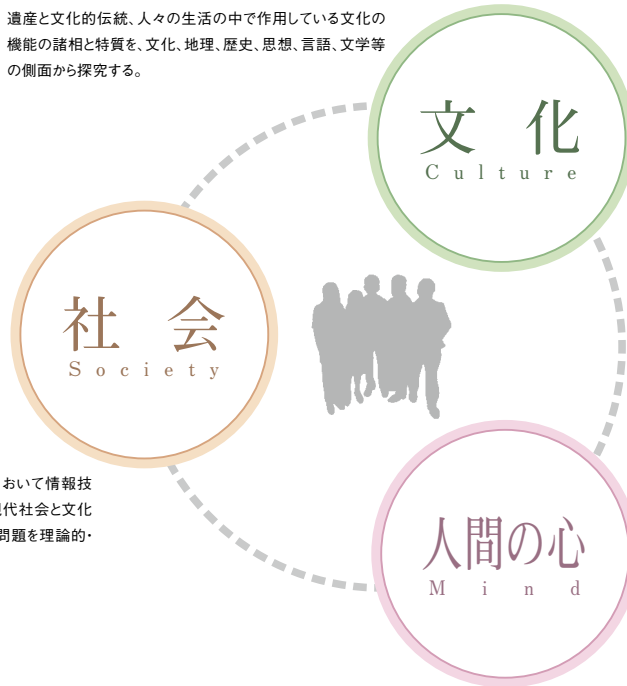 遺産と文化的伝統、人々の生活の中で作用している文化の
機能の諸相と特質を、文化、地理、歴史、思想、言語、文学等
の側面から探究する。
文化
Culture
社会
Society
おいて情報技
代社会と文化
問題を理論的・
人間の心
Mind